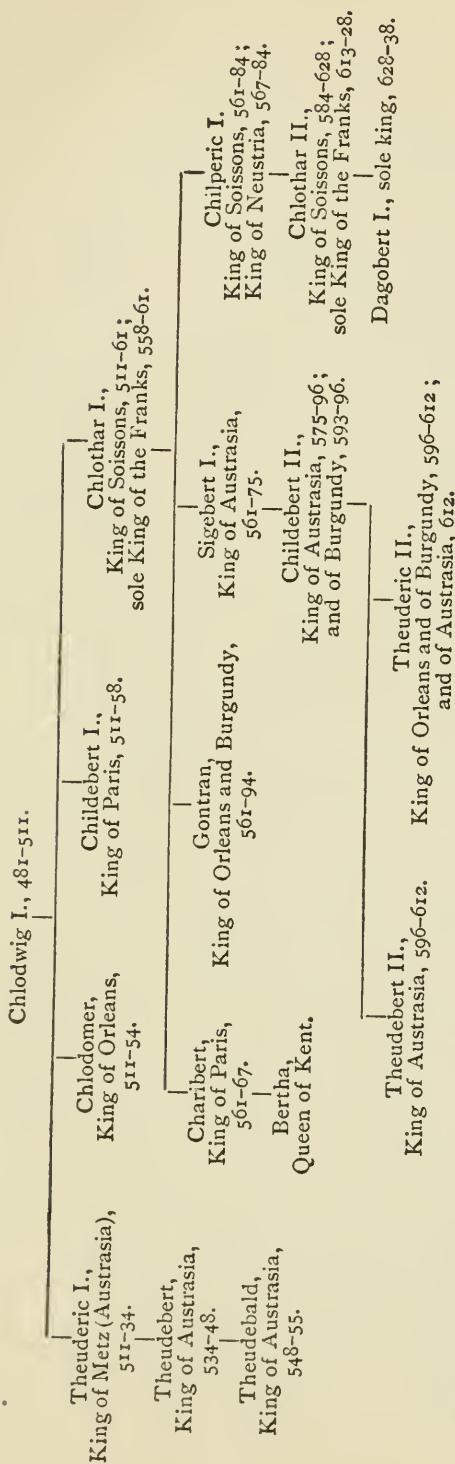 Chlodwig I., 481–511.
Theuderic I.,
King of Metz (Austrasia),
511–34.
Chlodomer,
King of Orleans,
511–54.
Childebert I.,
King of Paris, 511–58.
Chlothar I.,
King of Soissons, 511–61;
sole King of the Franks, 558–61.
Theudebert,
King of Austrasia,
534–48.
Theudebald,
King of Austrasia,
548–55.
Charibert,
King of Paris,
561–67.
Bertha,
Queen of Kent.
Gontran,
King of Orleans and Burgundy,
561–94.
Sigebert I.,
King of Austrasia,
561–75.
Chilperic I.
King of Soissons, 561–84;
King of Neustria, 567–84.
Childebert II.,
King of Austrasia, 575–96;
and of Burgundy, 593–96.
Chlothar II.,
King of Soissons, 584–628;
sole King of the Franks, 613–28.
Dagobert I., sole king, 628–38.
Theudebert II.,
King of Austrasia, 596–612.
Theuderic II.,
King of Orleans and of Burgundy, 596–612;
and of Austrasia, 612.